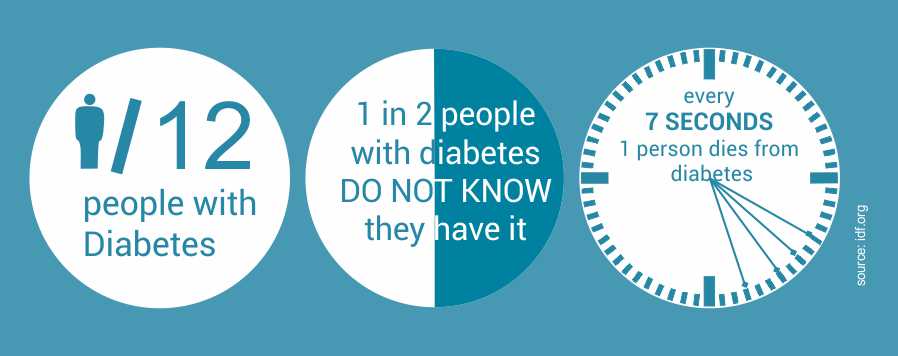 /12
people with
Diabetes
1 in 2 people
with diabetes
DO NOT KNOW
they have it
every
7 SECONDS
1 person dies from
diabetes
source: idf.org